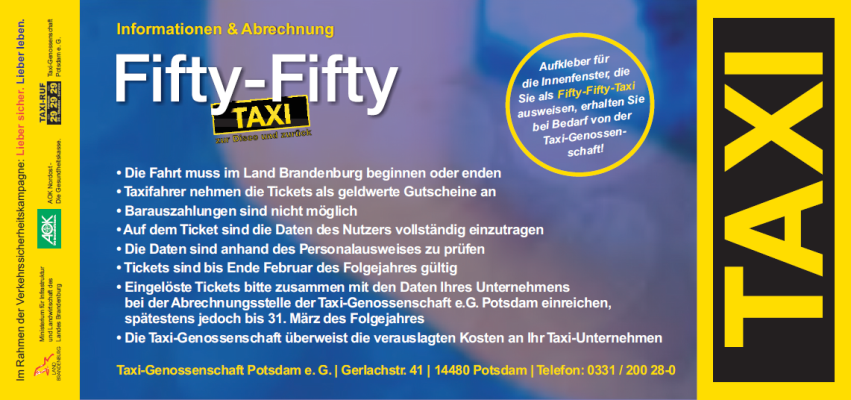 Im Rahmen der Verkehrssicherheitskampagne: Lieber sicher. Lieber leben.
LAND
BRANDENBURG
Ministerium für Infrastruktur
und Landwirtschaft des
Landes Brandenburg
AOK
AOK Nordost -
Die Gesundheitskasse.
TAXI-RUF
29 29 29
Taxi-Genossenschaft
Potsdam e. G.
Informationen & Abrechnung
Fifty-Fifty
TAXI
zur Disco und zurück
Aufkleber für
die Innenfenster, die
Sie als Fifty-Fifty-Taxi
ausweisen, erhalten Sie
bei Bedarf von der
Taxi-Genossen-
schaft!
• Die Fahrt muss im Land Brandenburg beginnen oder enden
• Taxifahrer nehmen die Tickets als geldwerte Gutscheine an
• Barauszahlungen sind nicht möglich
• Auf dem Ticket sind die Daten des Nutzers vollständig einzutragen
• Die Daten sind anhand des Personalausweises zu prüfen
• Tickets sind bis Ende Februar des Folgejahres gültig
• Eingelöste Tickets bitte zusammen mit den Daten Ihres Unternehmens
bei der Abrechnungsstelle der Taxi-Genossenschaft e.G. Potsdam einreichen,
spätestens jedoch bis 31. März des Folgejahres
• Die Taxi-Genossenschaft überweist die verauslagten Kosten an Ihr Taxi-Unternehmen
Taxi-Genossenschaft Potsdam e. G. | Gerlachstr. 41 | 14480 Potsdam | Telefon: 0331 / 200 28-0
TAXI